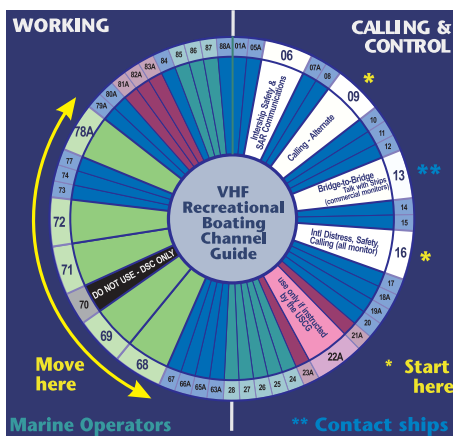 WORKING
CALLING &
CONTROL
88A
01A
05A
06
07A
08
09
*
10
11
12
13
**
14
15
16
*
17
18A
19A
20
21A
22A
23A
24
25
26
27
28
63A
65A
66A
67
68
69
70
71
72
73
74
77
78A
79A
80A
81A
82A
83A
84
85
86
87
Intership Safety &
SAR Communications
Calling - Alternate
Bridge-to-Bridge
Talk with Ships
(commercial monitors)
Intl Distress, Safety,
Calling (all monitor)
use only if instructed
by the USCG
DO NOT USE - DSC ONLY
VHF
Recreational
Boating
Channel
Guide
Move
here
* Start
here
Marine Operators
** Contact ships